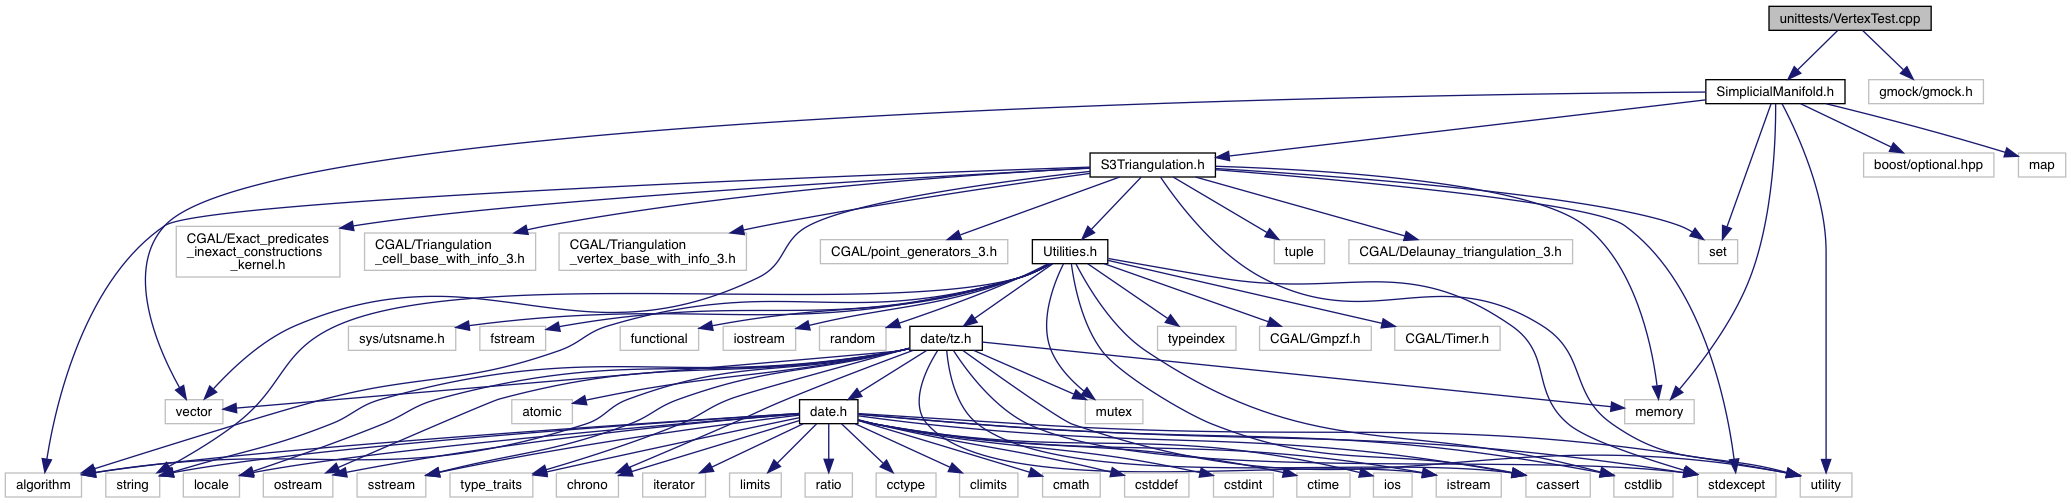 unittests/VertexTest.cpp
SimplicialManifold.h
gmock/gmock.h
S3Triangulation.h
boost/optional.hpp
map
CGAL/Exact_predicates
_inexact_constructions
_kernel.h
CGAL/Triangulation
_cell_base_with_info_3.h
CGAL/Triangulation
_vertex_base_with_info_3.h
CGAL/point_generators_3.h
Utilities.h
tuple
CGAL/Delaunay_triangulation_3.h
set
sys/utsname.h
fstream
functional
iostream
random
date/tz.h
typeindex
CGAL/Gmpzf.h
CGAL/Timer.h
vector
atomic
date.h
mutex
memory
algorithm
string
locale
ostream
sstream
type_traits
chrono
iterator
limits
ratio
cctype
climits
cmath
cstddef
cstdint
ctime
ios
istream
cassert
cstdlib
stdexcept
utility